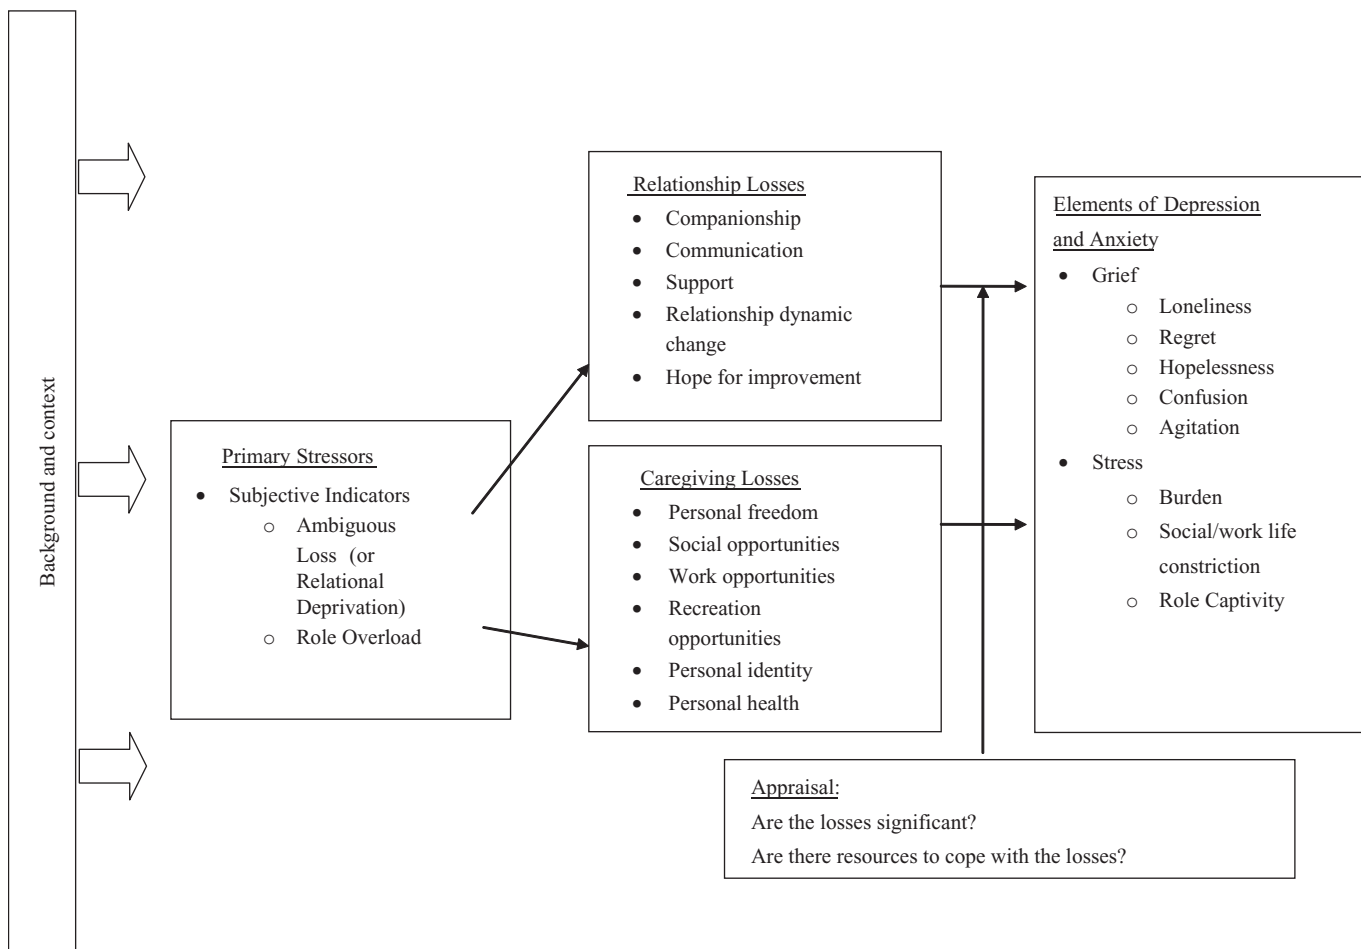 Background and context
Primary Stressors
• Subjective Indicators
o Ambiguous
Loss (or
Relational
Deprivation)
o Role Overload
Relationship Losses
• Companionship
• Communication
• Support
• Relationship dynamic
change
• Hope for improvement
Caregiving Losses
• Personal freedom
• Social opportunities
• Work opportunities
• Recreation
opportunities
• Personal identity
• Personal health
Elements of Depression
and Anxiety
• Grief
o Loneliness
o Regret
o Hopelessness
o Confusion
o Agitation
• Stress
o Burden
o Social/work life
constriction
o Role Captivity
Appraisal:
Are the losses significant?
Are there resources to cope with the losses?